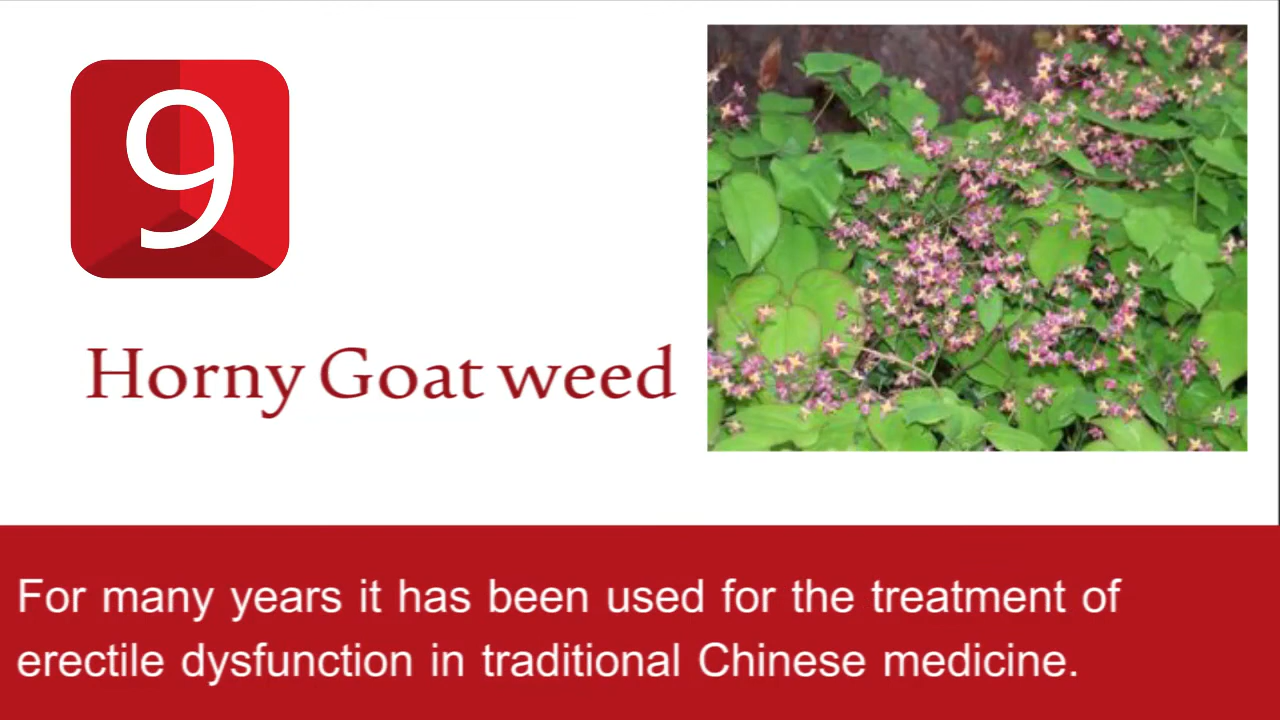 9
Horny Goat weed
For many years it has been used for the treatment of
erectile dysfunction in traditional Chinese medicine.